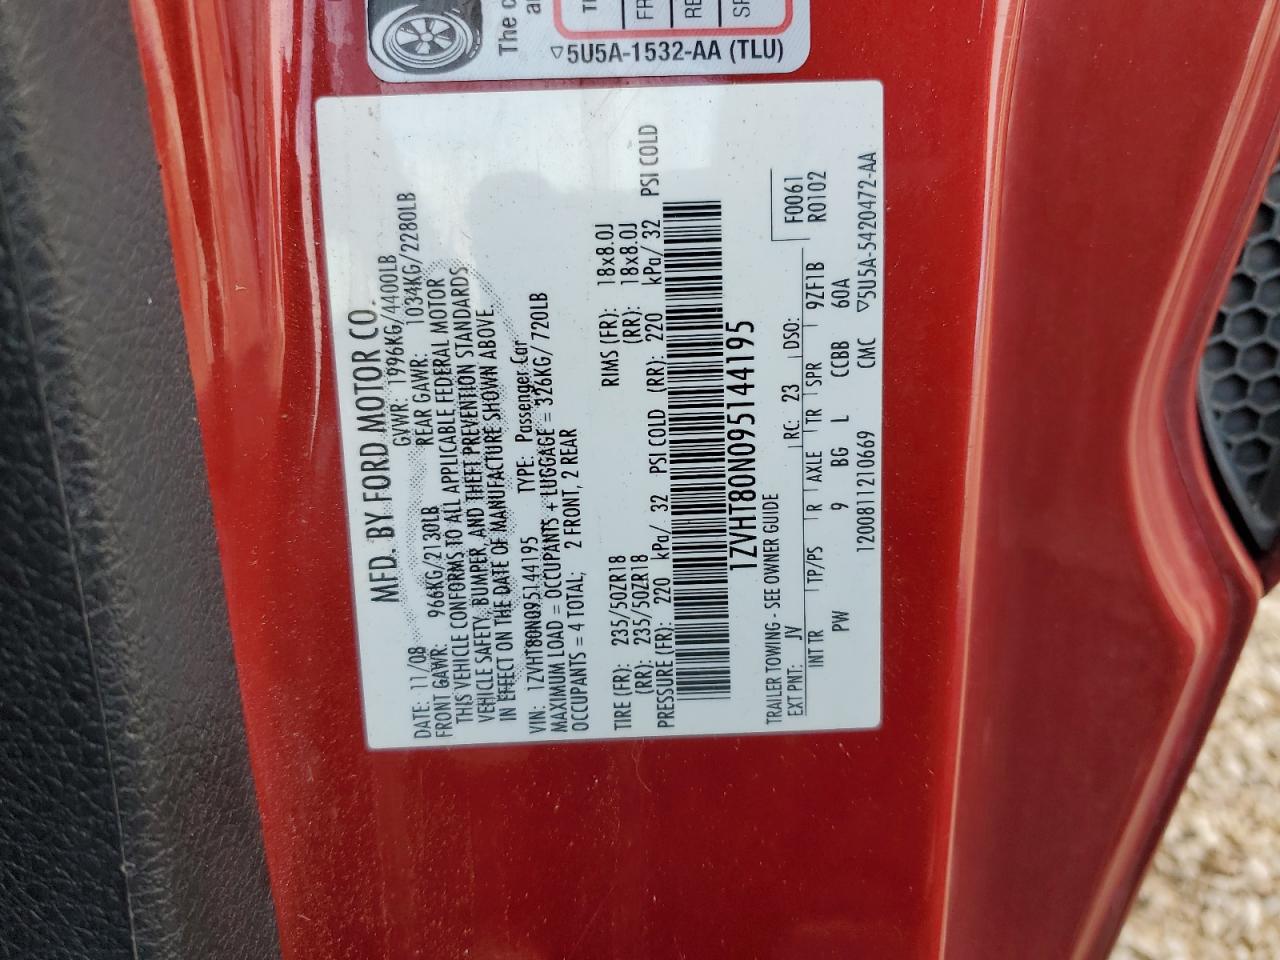 The c
an
TI
FR
RE
SP
▽5U5A-1532-AA (TLU)
MFD. BY FORD MOTOR CO.
DATE: 11/08 GVWR: 1996KG/4400LB
FRONT GAWR: 966KG/2130LB REAR GAWR: 1034KG/2280LB
THIS VEHICLE CONFORMS TO ALL APPLICABLE FEDERAL MOTOR
VEHICLE SAFETY, BUMPER, AND THEFT PREVENTION STANDARDS
IN EFFECT ON THE DATE OF MANUFACTURE SHOWN ABOVE.
VIN: 1ZVHT80N095144195 TYPE: Passenger Car
MAXIMUM LOAD = OCCUPANTS + LUGGAGE = 326KG/ 720LB
OCCUPANTS = 4 TOTAL; 2 FRONT, 2 REAR
TIRE (FR): 235/50ZR18 RIMS (FR): 18x8.0J
(RR): 235/50ZR18 (RR): 18x8.0J
PRESSURE (FR): 220 kPa/ 32 PSI COLD (RR): 220 kPa/ 32 PSI COLD
1ZVHT80N095144195
TRAILER TOWING - SEE OWNER GUIDE F0061
EXT PNT: JV RC: 23 DSO: R0102
INT TR TP/PS R AXLE TR SPR 9ZF1B
PW 9 BG L CCBB 60A
1200811210669 CMC ▽5U5A-5420472-AA